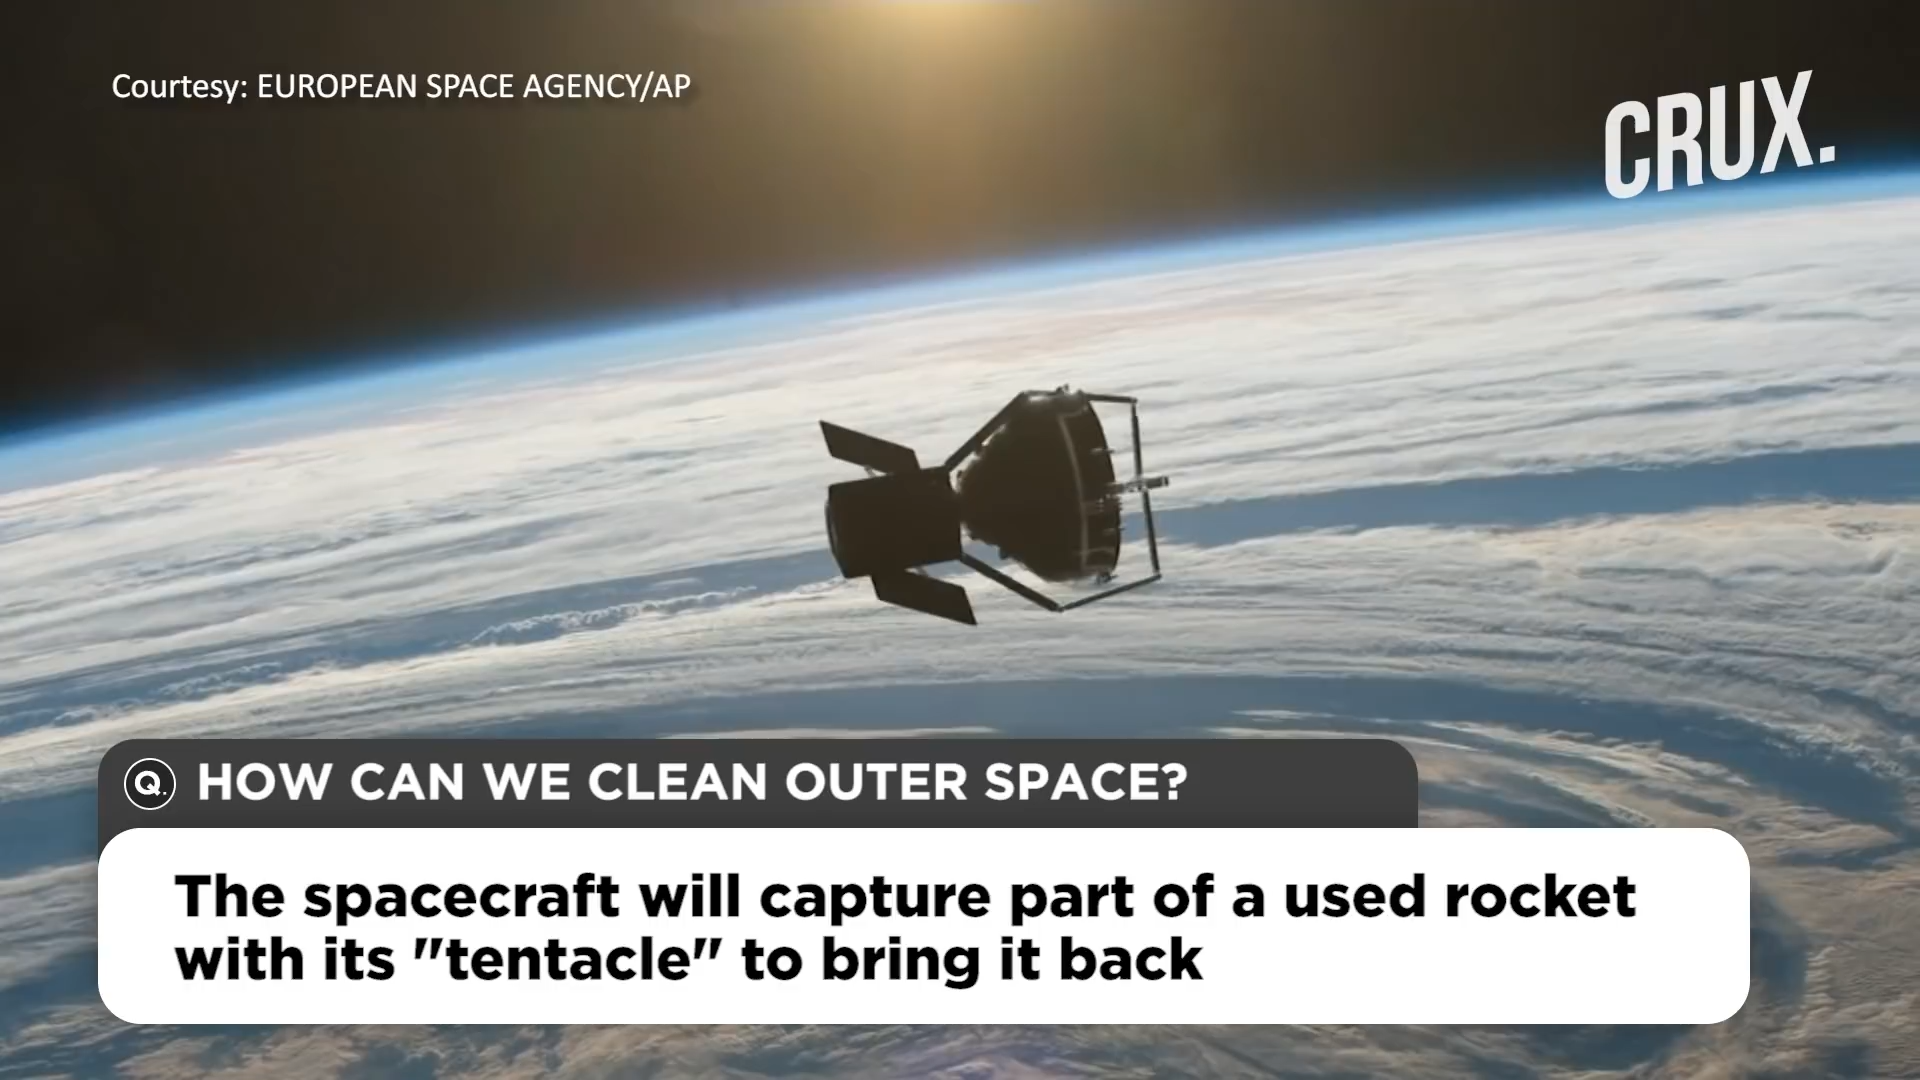 Courtesy: EUROPEAN SPACE AGENCY/AP
CRUX.
Q. HOW CAN WE CLEAN OUTER SPACE?
The spacecraft will capture part of a used rocket
with its "tentacle" to bring it back